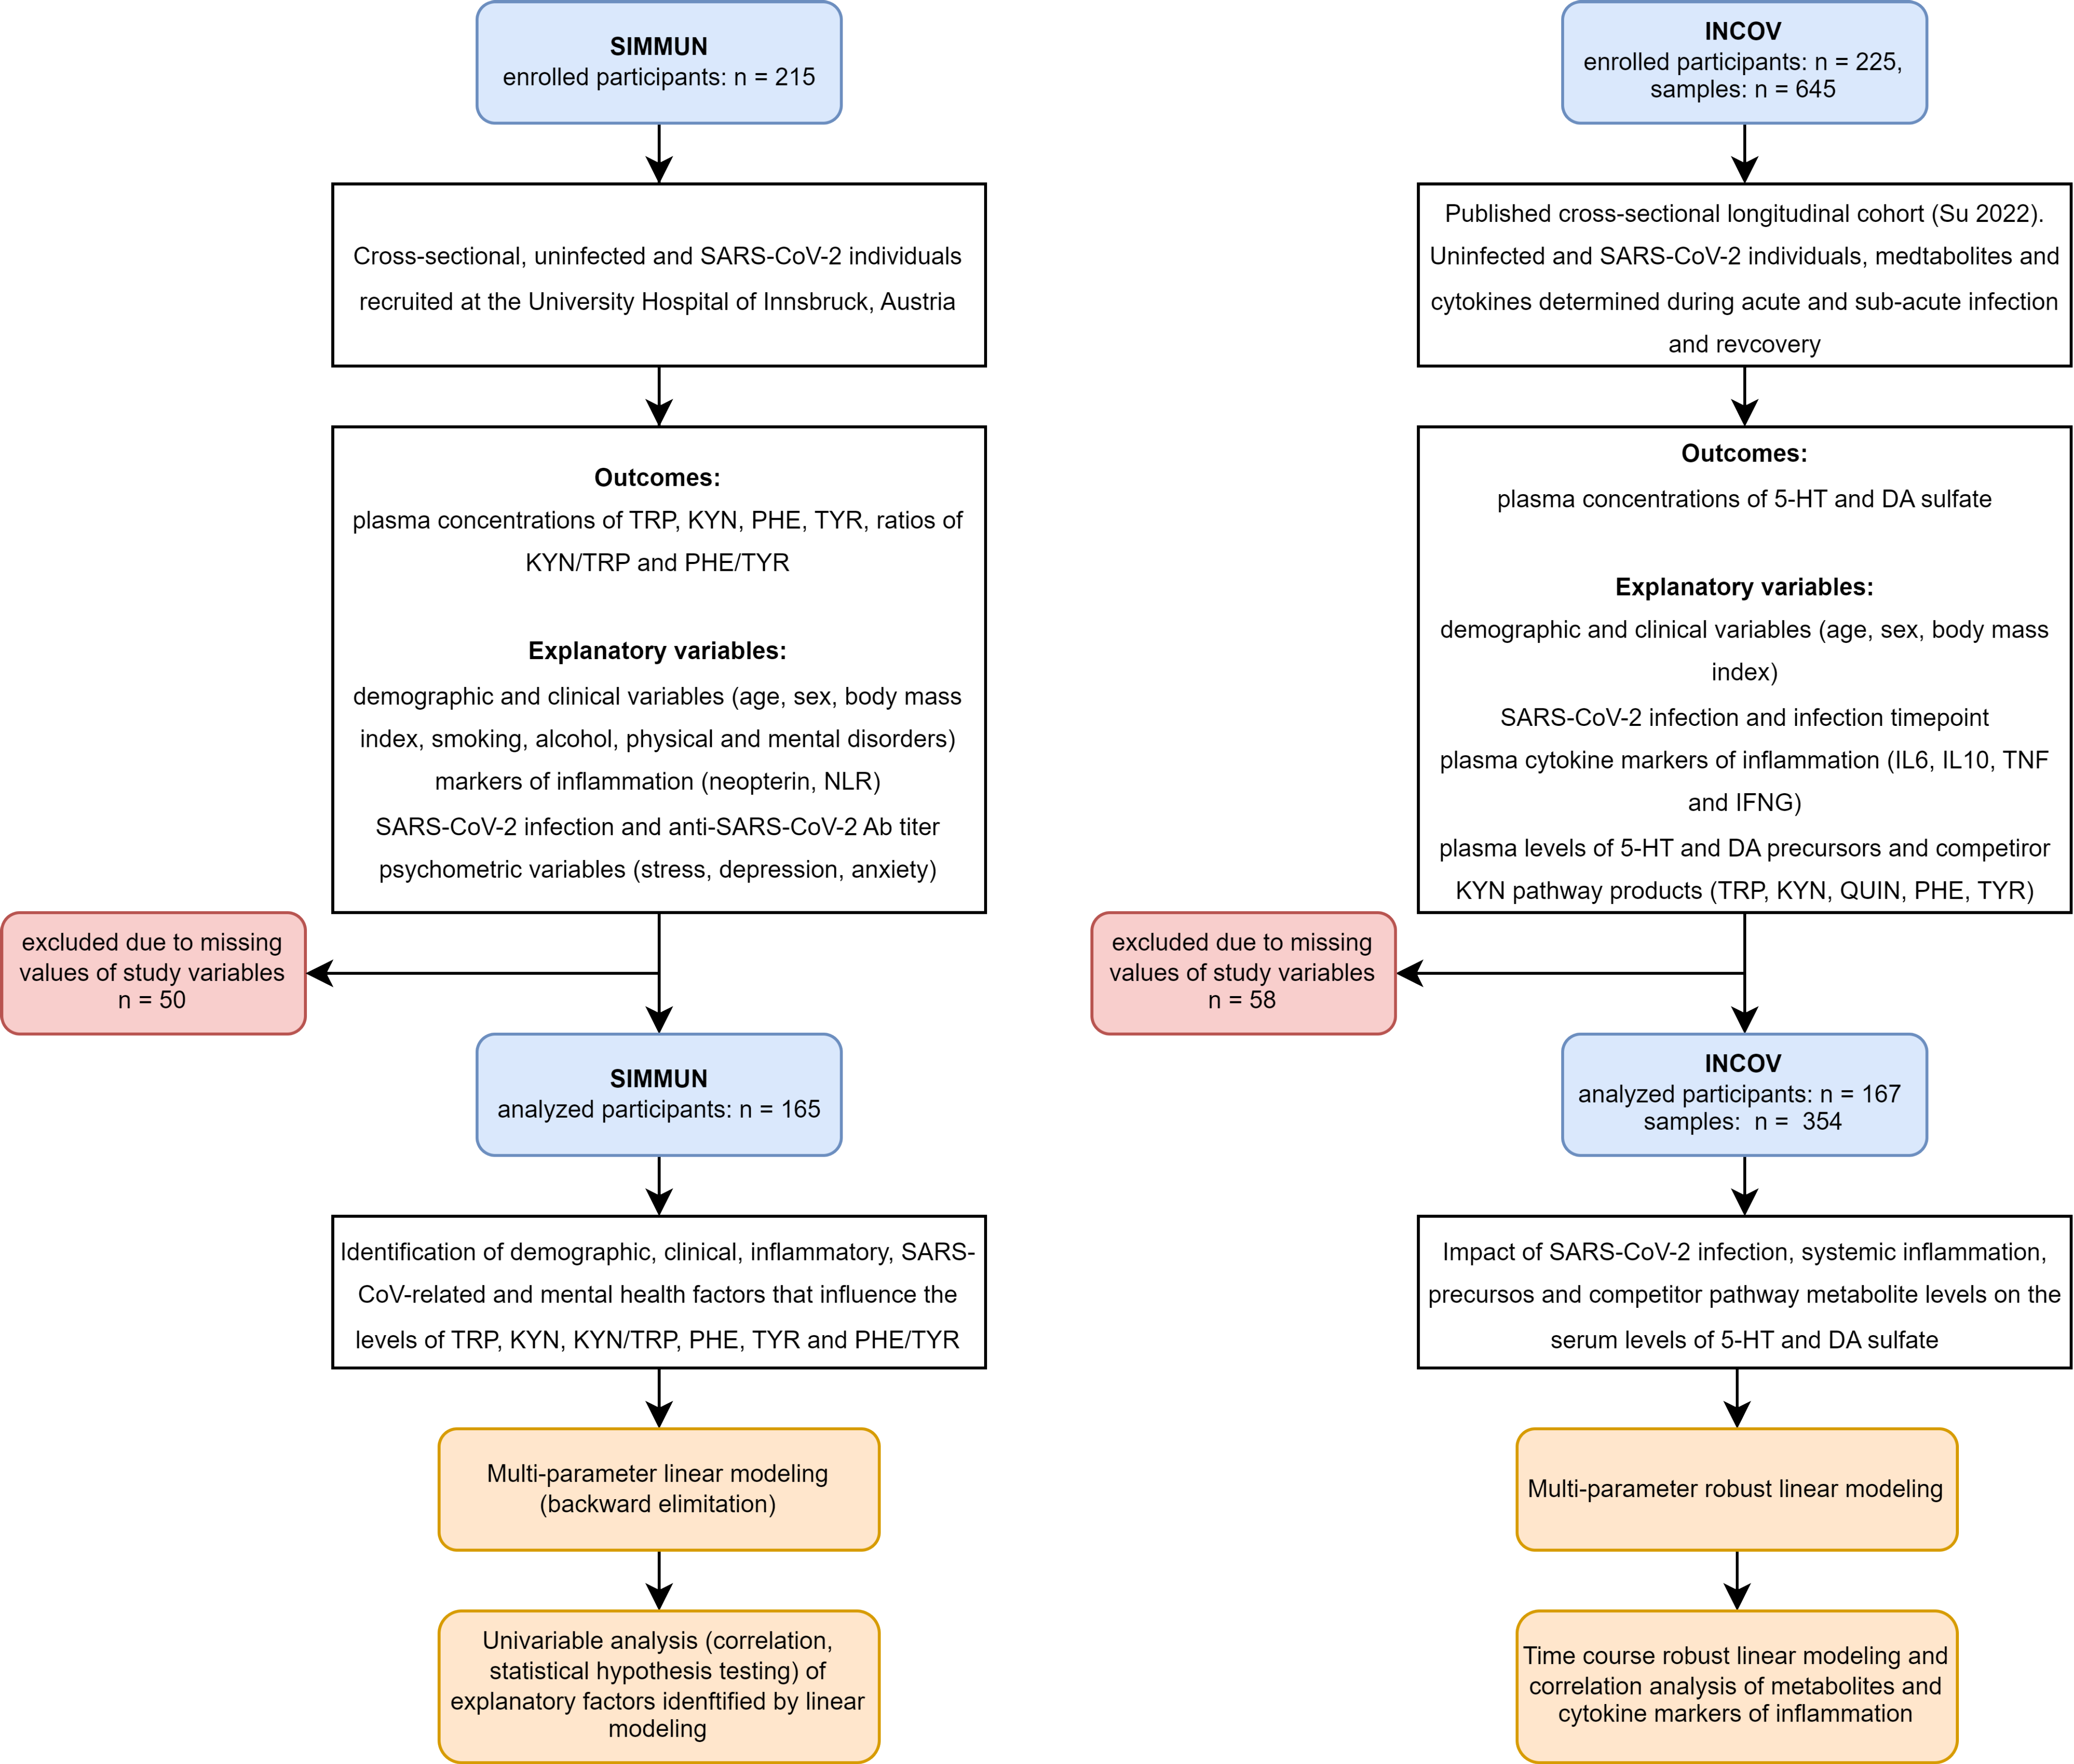 SIMMUN
enrolled participants: n = 215
Cross-sectional, uninfected and SARS-CoV-2 individuals
recruited at the University Hospital of Innsbruck, Austria
Outcomes:
plasma concentrations of TRP, KYN, PHE, TYR, ratios of
KYN/TRP and PHE/TYR
Explanatory variables:
demographic and clinical variables (age, sex, body mass
index, smoking, alcohol, physical and mental disorders)
markers of inflammation (neopterin, NLR)
SARS-CoV-2 infection and anti-SARS-CoV-2 Ab titer
psychometric variables (stress, depression, anxiety)
excluded due to missing
values of study variables
n = 50
SIMMUN
analyzed participants: n = 165
Identification of demographic, clinical, inflammatory, SARS-
CoV-related and mental health factors that influence the
levels of TRP, KYN, KYN/TRP, PHE, TYR and PHE/TYR
Multi-parameter linear modeling
(backward elimitation)
Univariable analysis (correlation,
statistical hypothesis testing) of
explanatory factors idenftified by linear
modeling
INCOV
enrolled participants: n = 225,
samples: n = 645
Published cross-sectional longitudinal cohort (Su 2022).
Uninfected and SARS-CoV-2 individuals, medtabolites and
cytokines determined during acute and sub-acute infection
and revcovery
Outcomes:
plasma concentrations of 5-HT and DA sulfate
Explanatory variables:
demographic and clinical variables (age, sex, body mass
index)
SARS-CoV-2 infection and infection timepoint
plasma cytokine markers of inflammation (IL6, IL10, TNF
and IFNG)
plasma levels of 5-HT and DA precursors and competiror
KYN pathway products (TRP, KYN, QUIN, PHE, TYR)
excluded due to missing
values of study variables
n = 58
INCOV
analyzed participants: n = 167
samples: n = 354
Impact of SARS-CoV-2 infection, systemic inflammation,
precursos and competitor pathway metabolite levels on the
serum levels of 5-HT and DA sulfate
Multi-parameter robust linear modeling
Time course robust linear modeling and
correlation analysis of metabolites and
cytokine markers of inflammation